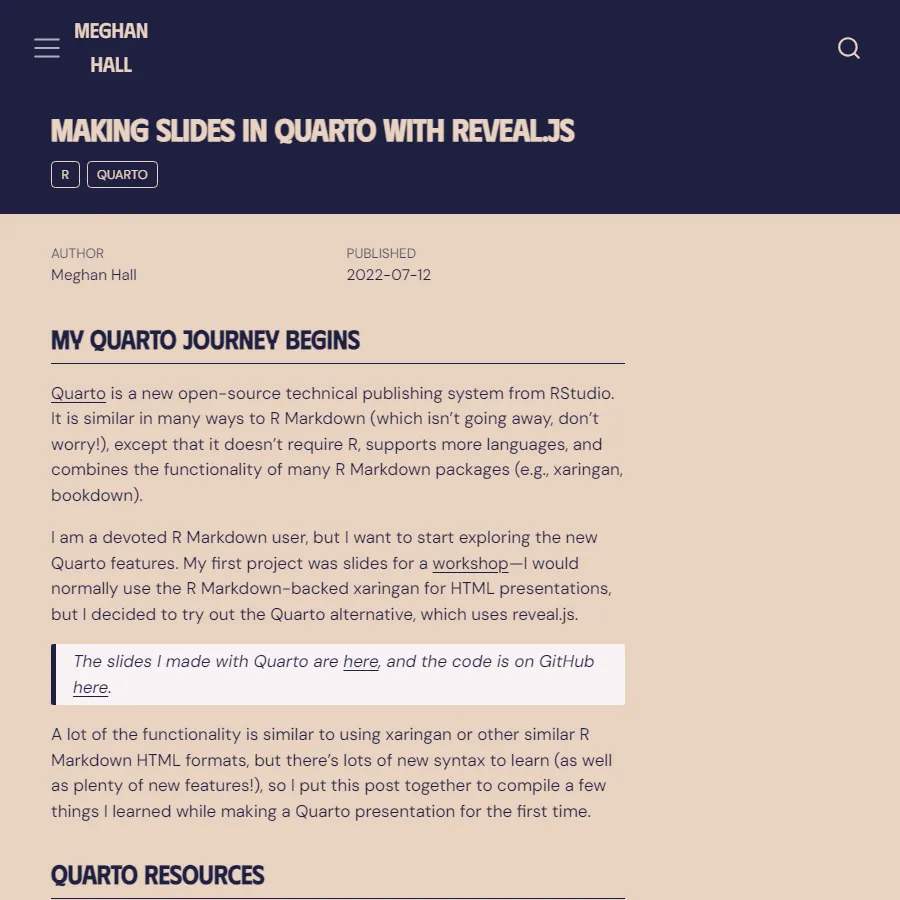 MEGHAN
HALL
MAKING SLIDES IN QUARTO WITH REVEAL.JS
R
QUARTO
AUTHOR
PUBLISHED
Meghan Hall
2022-07-12
MY QUARTO JOURNEY BEGINS
Quarto is a new open-source technical publishing system from RStudio.
It is similar in many ways to R Markdown (which isn’t going away, don’t
worry!), except that it doesn’t require R, supports more languages, and
combines the functionality of many R Markdown packages (e.g., xaringan,
bookdown).
I am a devoted R Markdown user, but I want to start exploring the new
Quarto features. My first project was slides for a workshop—I would
normally use the R Markdown-backed xaringan for HTML presentations,
but I decided to try out the Quarto alternative, which uses reveal.js.
The slides I made with Quarto are here, and the code is on GitHub
here.
A lot of the functionality is similar to using xaringan or other similar R
Markdown HTML formats, but there’s lots of new syntax to learn (as well
as plenty of new features!), so I put this post together to compile a few
things I learned while making a Quarto presentation for the first time.
QUARTO RESOURCES